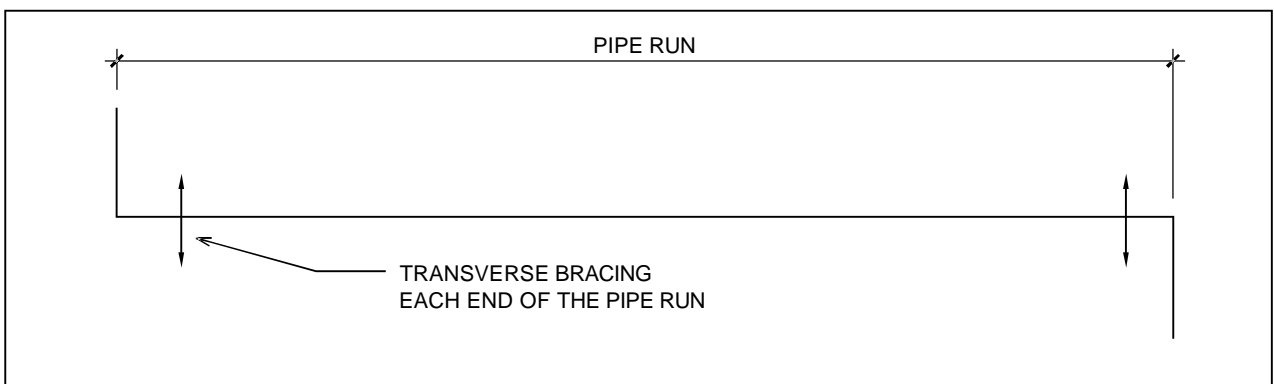 PIPE RUN
TRANSVERSE BRACING
EACH END OF THE PIPE RUN